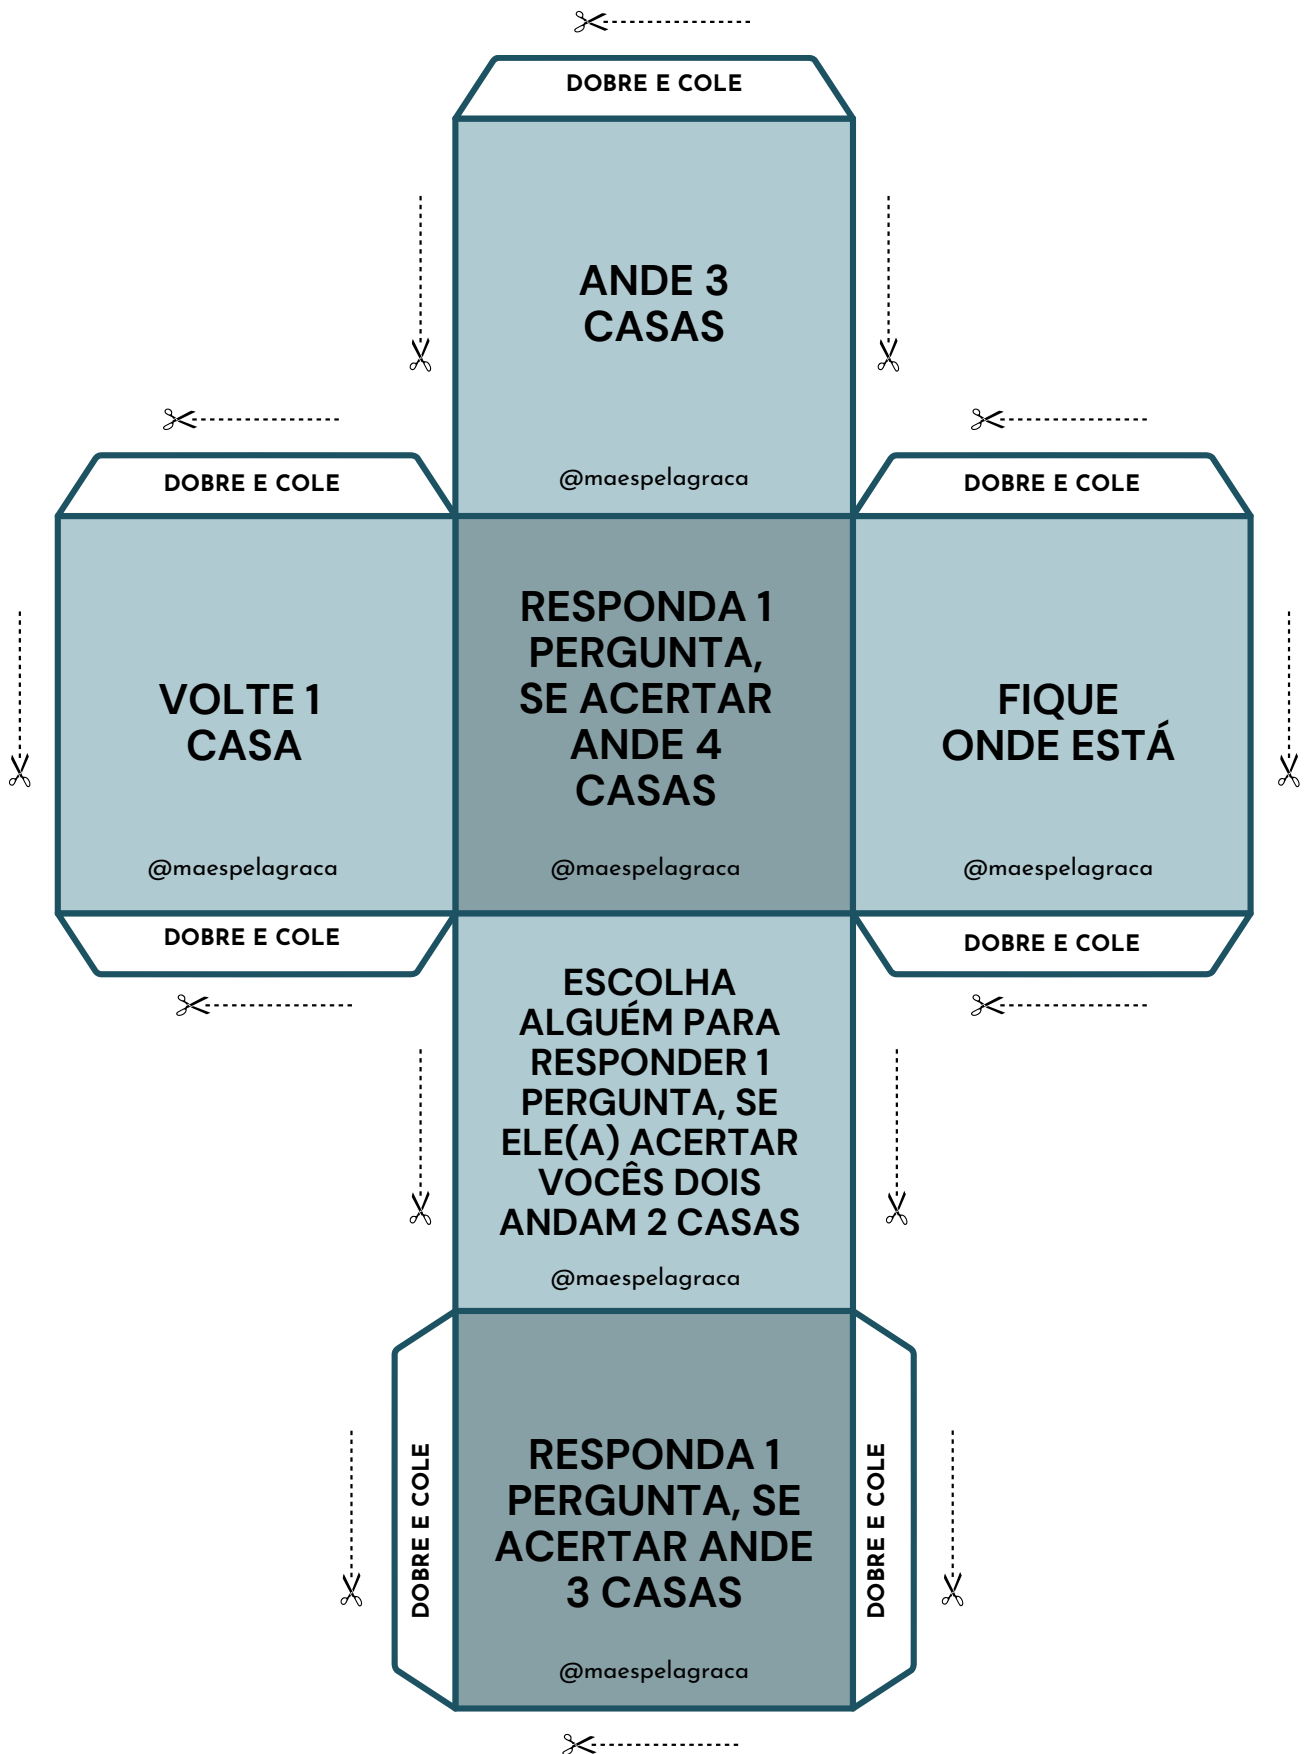 DOBRE E COLE
ANDE 3
CASAS
@maespelagraca
DOBRE E COLE
DOBRE E COLE
VOLTE 1
CASA
@maespelagraca
RESPONDA 1
PERGUNTA,
SE ACERTAR
ANDE 4
CASAS
@maespelagraca
FIQUE
ONDE ESTÁ
@maespelagraca
DOBRE E COLE
DOBRE E COLE
ESCOLHA
ALGUÉM PARA
RESPONDER 1
PERGUNTA, SE
ELE(A) ACERTAR
VOCÊS DOIS
ANDAM 2 CASAS
@maespelagraca
DOBRE E COLE
RESPONDA 1
PERGUNTA, SE
ACERTAR ANDE
3 CASAS
@maespelagraca
DOBRE E COLE